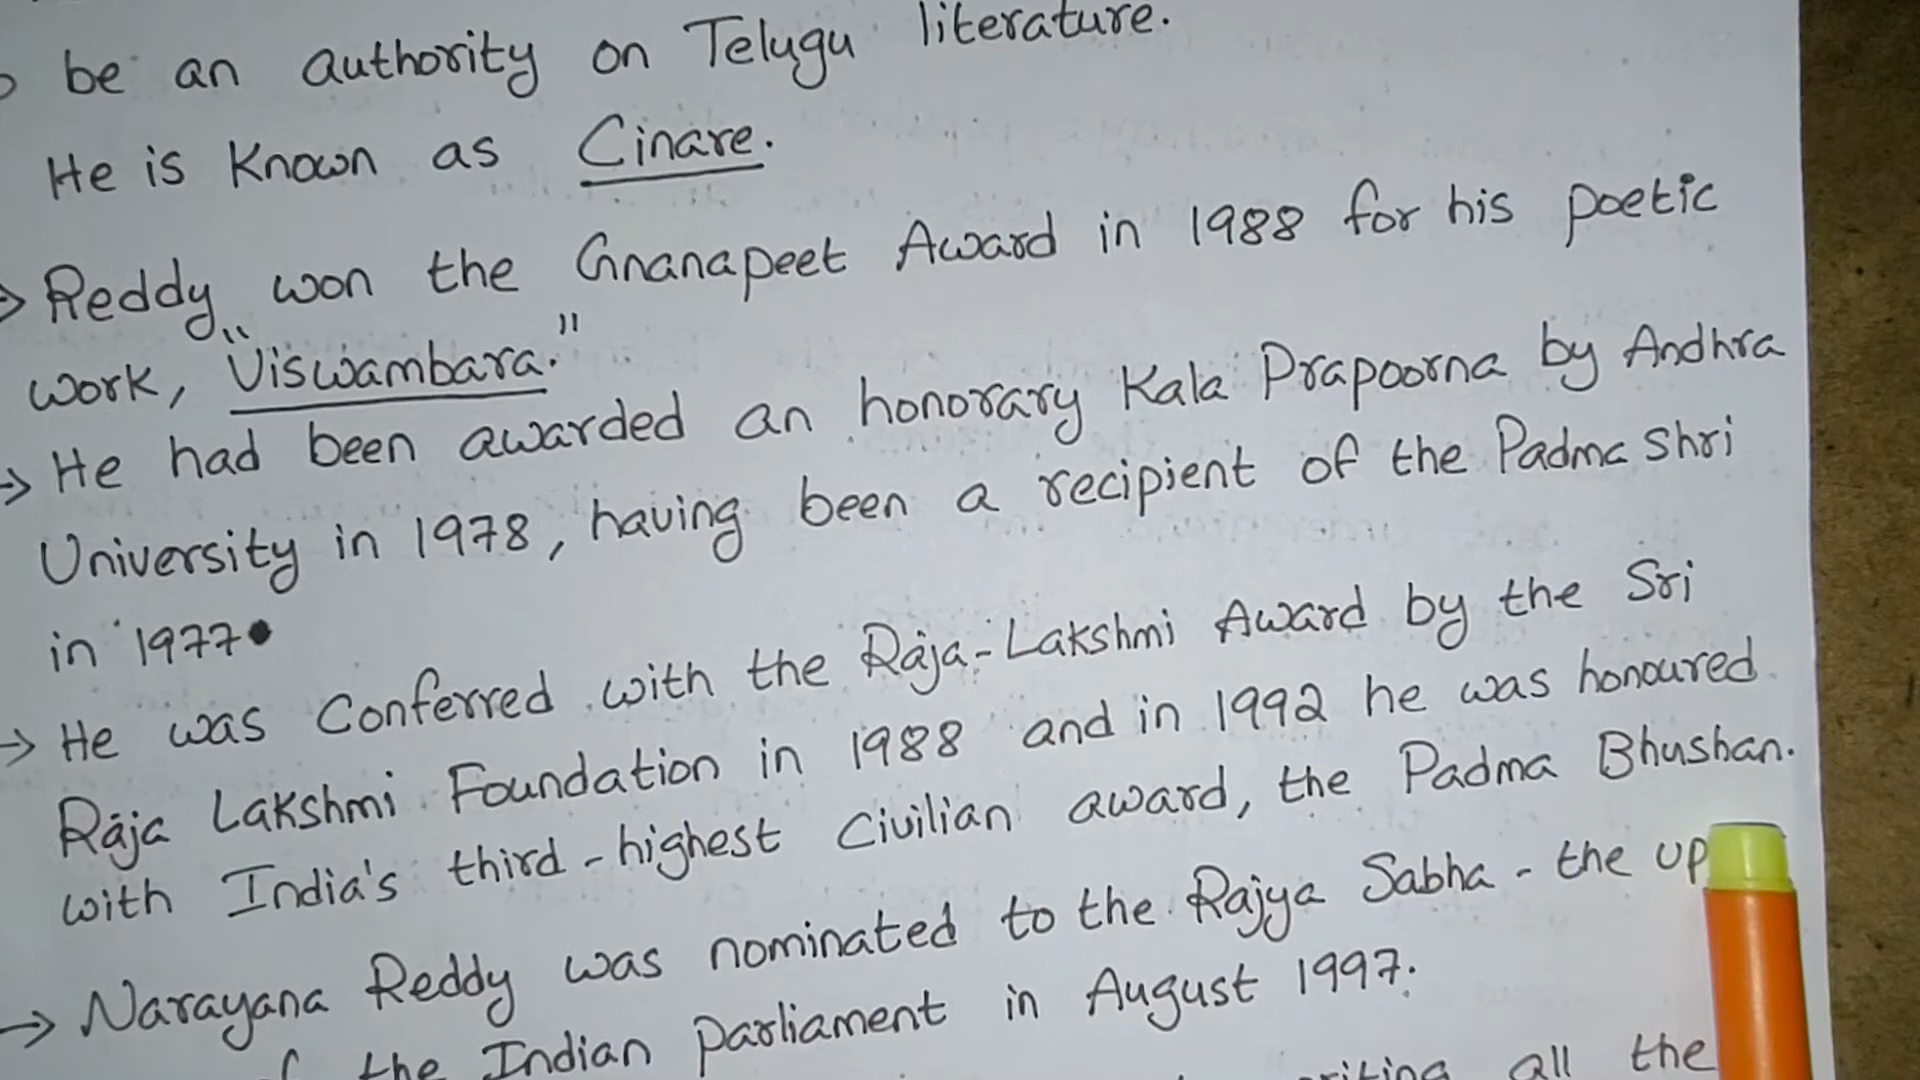 be an authority on Telugu literature.
He is known as Cinare.
→ Reddy won the Gnanapeet Award in 1988 for his poetic
work, "Viswambara."
→ He had been awarded an honorary Kala Prapoorna by Andhra
University in 1978, having been a recipient of the Padma Shri
in 1977.
→ He was Conferred with the Raja-Lakshmi Award by the Sri
Raja Lakshmi Foundation in 1988 and in 1992 he was honoured
with India's third-highest Civilian award, the Padma Bhushan.
→ Narayana Reddy was nominated to the Rajya Sabha - the up
the Indian parliament in August 1997.
all the